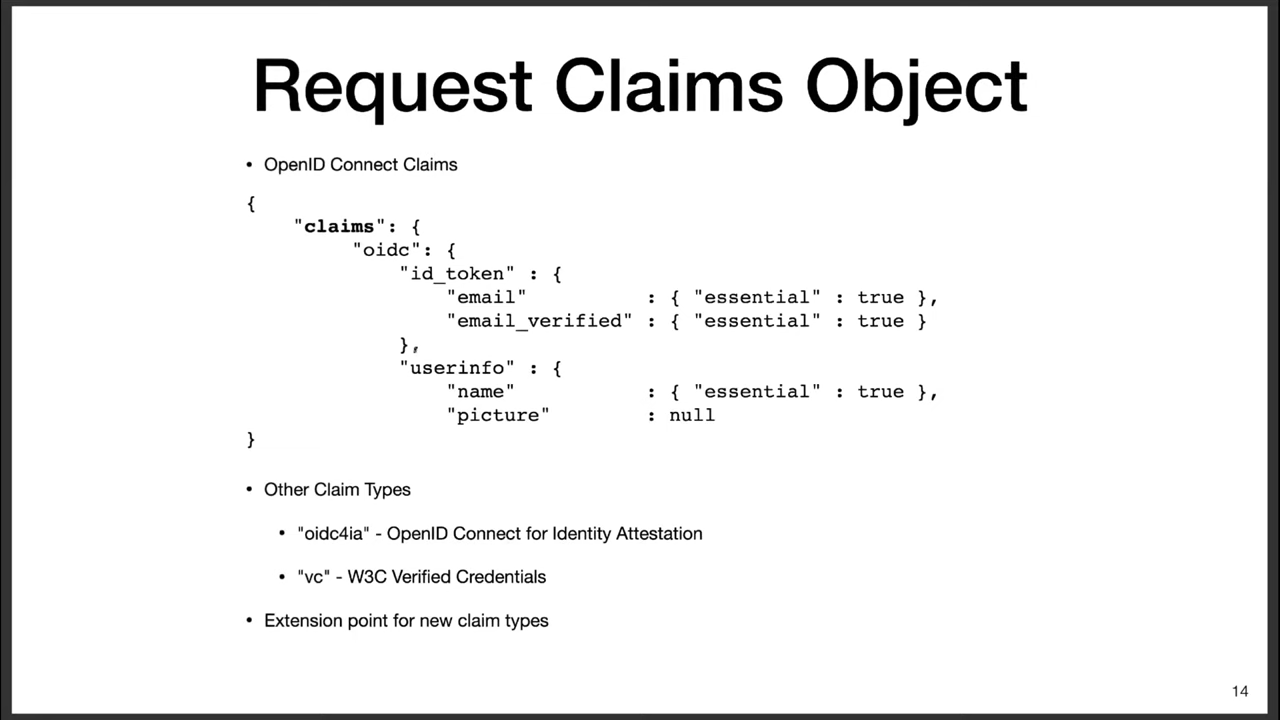 Request Claims Object
• OpenID Connect Claims
{
    "claims": {
         "oidc": {
             "id_token" : {
                 "email"          : { "essential" : true },
                 "email_verified" : { "essential" : true }
             },
             "userinfo" : {
                 "name"           : { "essential" : true },
                 "picture"        : null
}
• Other Claim Types
• "oidc4ia" - OpenID Connect for Identity Attestation
• "vc" - W3C Verified Credentials
• Extension point for new claim types
14